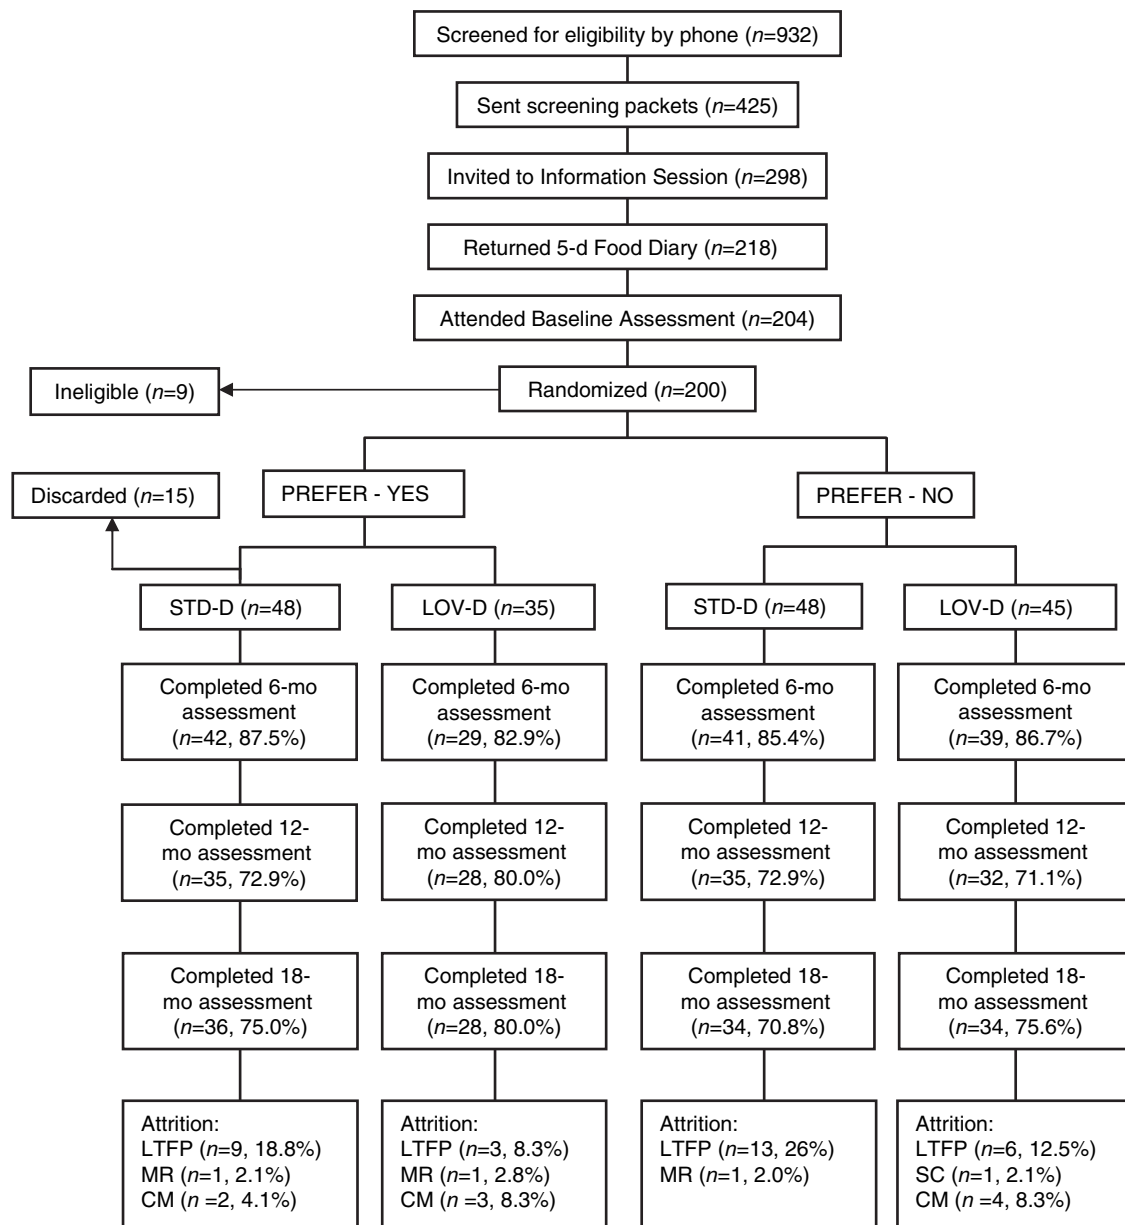 Screened for eligibility by phone (n=932)
Sent screening packets (n=425)
Invited to Information Session (n=298)
Returned 5-d Food Diary (n=218)
Attended Baseline Assessment (n=204)
Ineligible (n=9)
Randomized (n=200)
Discarded (n=15)
PREFER - YES
PREFER - NO
STD-D (n=48)
LOV-D (n=35)
STD-D (n=48)
LOV-D (n=45)
Completed 6-mo
assessment
(n=42, 87.5%)
Completed 6-mo
assessment
(n=29, 82.9%)
Completed 6-mo
assessment
(n=41, 85.4%)
Completed 6-mo
assessment
(n=39, 86.7%)
Completed 12-
mo assessment
(n=35, 72.9%)
Completed 12-
mo assessment
(n=28, 80.0%)
Completed 12-
mo assessment
(n=35, 72.9%)
Completed 12-
mo assessment
(n=32, 71.1%)
Completed 18-
mo assessment
(n=36, 75.0%)
Completed 18-
mo assessment
(n=28, 80.0%)
Completed 18-
mo assessment
(n=34, 70.8%)
Completed 18-
mo assessment
(n=34, 75.6%)
Attrition:
LTFP (n=9, 18.8%)
MR (n=1, 2.1%)
CM (n =2, 4.1%)
Attrition:
LTFP (n=3, 8.3%)
MR (n=1, 2.8%)
CM (n =3, 8.3%)
Attrition:
LTFP (n=13, 26%)
MR (n=1, 2.0%)
Attrition:
LTFP (n=6, 12.5%)
SC (n=1, 2.1%)
CM (n =4, 8.3%)